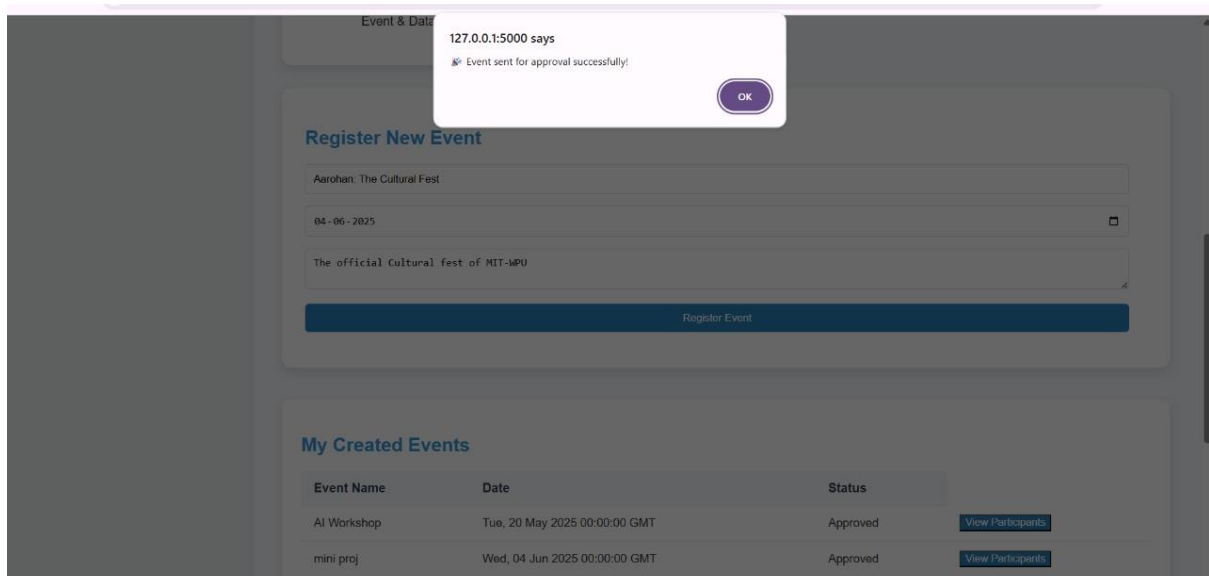 Event & Data
127.0.0.1:5000 says
🎉 Event sent for approval successfully!
OK
Register New Event
Aarohan: The Cultural Fest
04-06-2025
The official Cultural fest of MIT-WPU
Register Event
My Created Events
Event Name Date Status
AI Workshop Tue, 20 May 2025 00:00:00 GMT Approved View Participants
mini proj Wed, 04 Jun 2025 00:00:00 GMT Approved View Participants